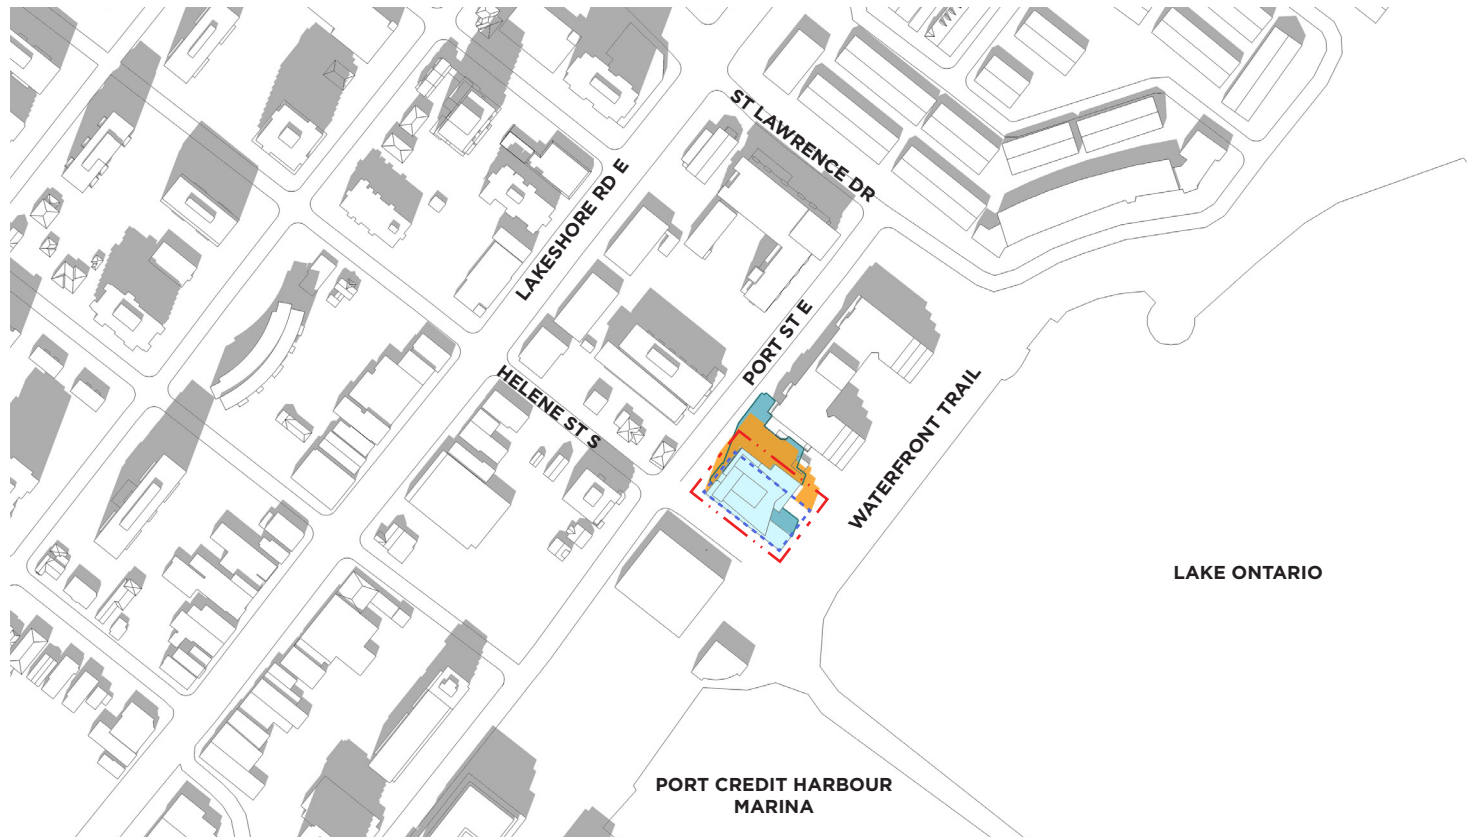 ST LAWRENCE DR
LAKESHORE RD E
PORT ST E
HELENE ST S
WATERFRONT TRAIL
LAKE ONTARIO
PORT CREDIT HARBOUR
MARINA